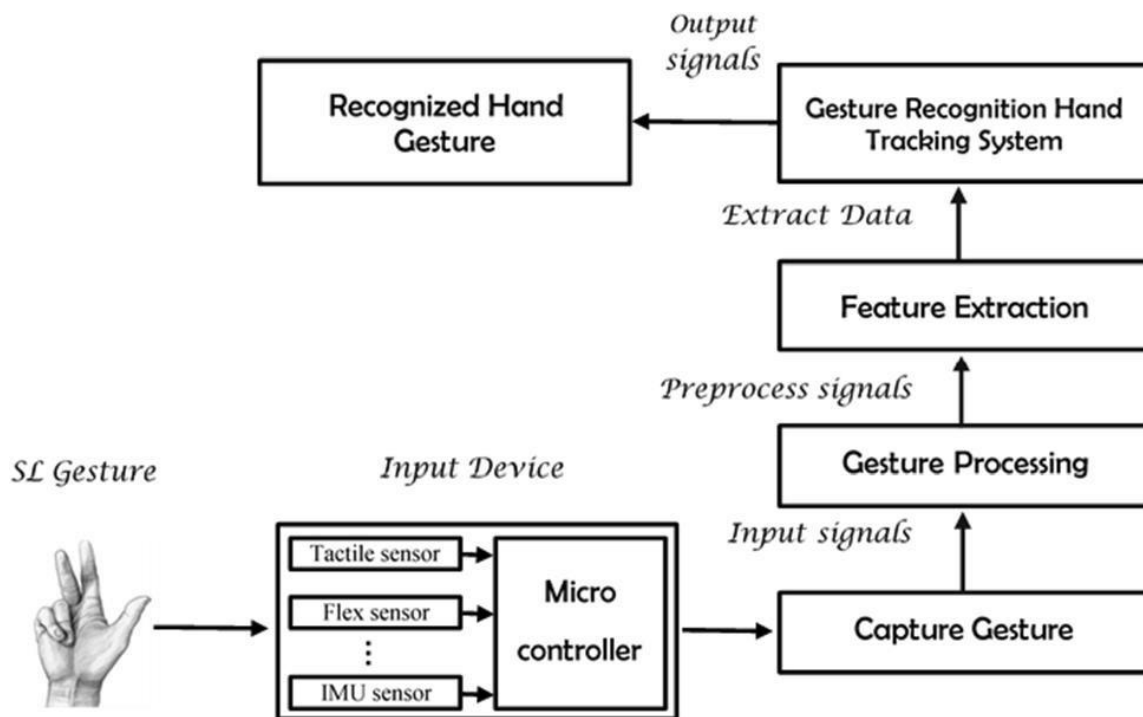 Output
signals
Recognized Hand
Gesture
Gesture Recognition Hand
Tracking System
Extract Data
Feature Extraction
Preprocess signals
Gesture Processing
SL Gesture
Input Device
Input signals
Tactile sensor
Flex sensor
⋮
IMU sensor
Micro
controller
Capture Gesture